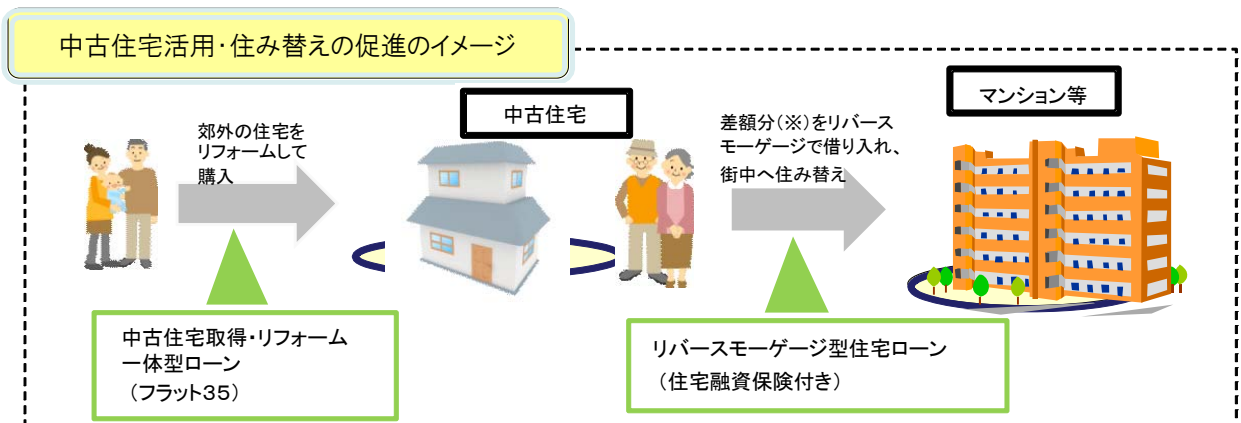 中古住宅活用・住み替えの促進のイメージ
郊外の住宅を
リフォームして
購入
中古住宅
差額分(※)をリバース
モーゲージで借り入れ、
街中へ住み替え
マンション等
中古住宅取得・リフォーム
一体型ローン
(フラット35)
リバースモーゲージ型住宅ローン
(住宅融資保険付き)